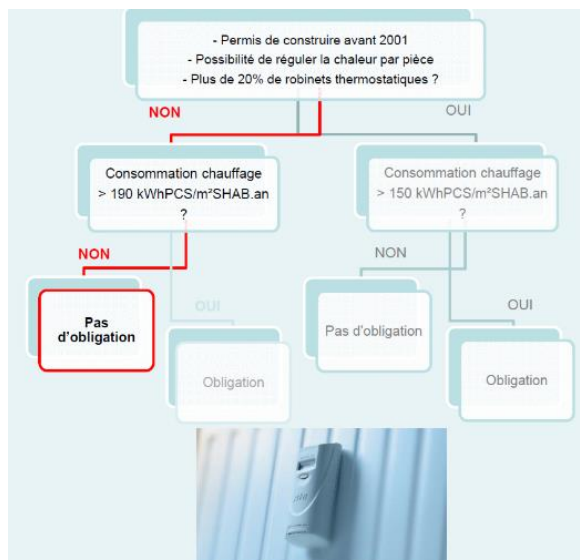 - Permis de construire avant 2001
- Possibilité de réguler la chaleur par pièce
- Plus de 20% de robinets thermostatiques ?
NON
OUI
Consommation chauffage
> 190 kWhPCS/m²SHAB.an
?
Consommation chauffage
> 150 kWhPCS/m²SHAB.an
?
NON
NON
OUI
OUI
Pas
d'obligation
Pas d'obligation
Obligation
Obligation